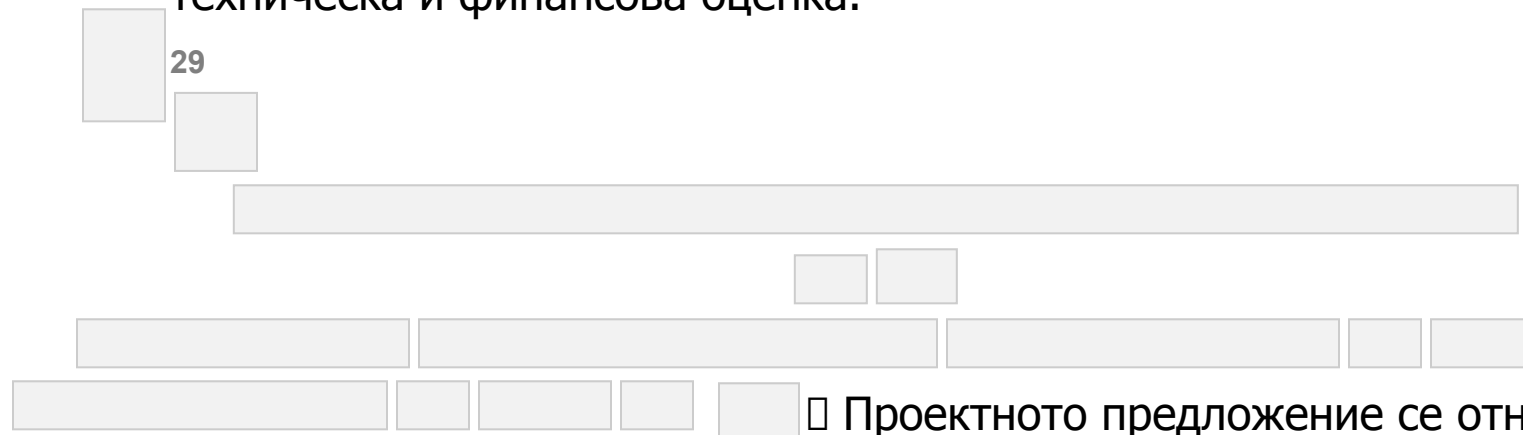 техническа и финансова оценка.
29
 Проектното предложение се отн